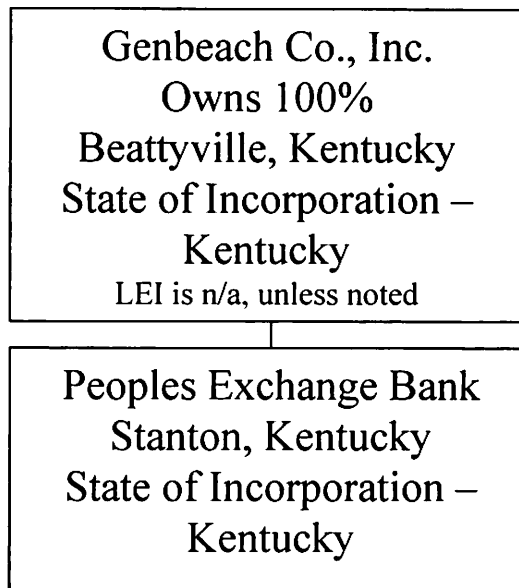 Genbeach Co., Inc.
Owns 100%
Beattyville, Kentucky
State of Incorporation –
Kentucky
LEI is n/a, unless noted
Peoples Exchange Bank
Stanton, Kentucky
State of Incorporation –
Kentucky